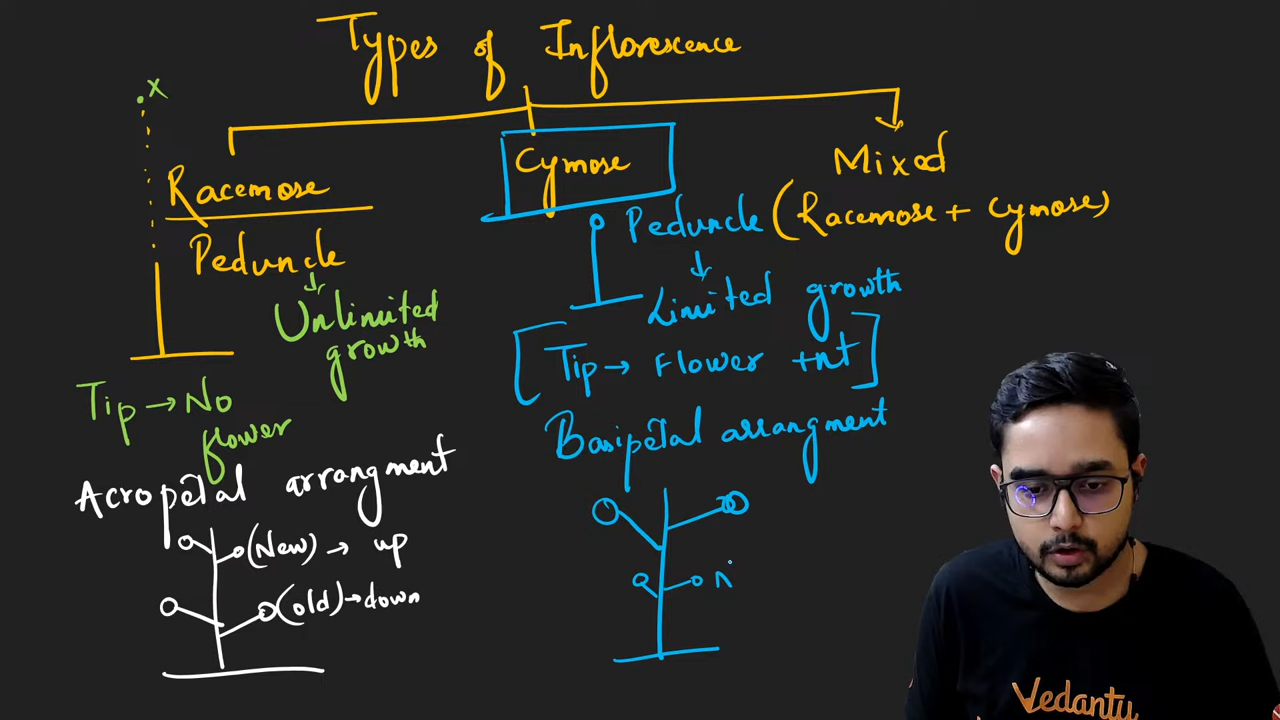 Types of Inflorescence
x
Racemose
Cymose
Mixed
(Racemose + Cymose)
Peduncle
↓
Unlimited
growth
Tip → No
flower
Acropetal arrangment
(New) → up
(old) → down
Peduncle
↓
Limited growth
[Tip → Flower +nt]
Basipetal arrangment
n
Vedantu